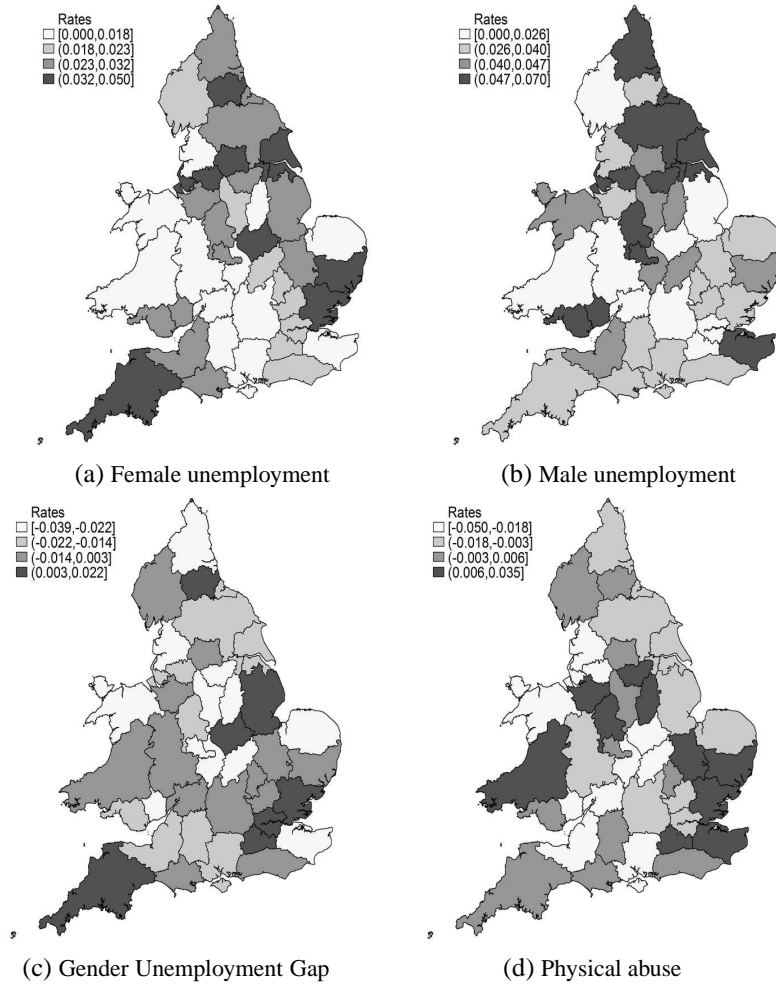 Rates
[0.000,0.018]
(0.018,0.023]
(0.023,0.032]
(0.032,0.050]
Rates
[0.000,0.026]
(0.026,0.040]
(0.040,0.047]
(0.047,0.070]
(a) Female unemployment
(b) Male unemployment
Rates
[-0.039,-0.022]
(-0.022,-0.014]
(-0.014,0.003]
(0.003,0.022]
Rates
[-0.050,-0.018]
(-0.018,-0.003]
(-0.003,0.006]
(0.006,0.035]
(c) Gender Unemployment Gap
(d) Physical abuse